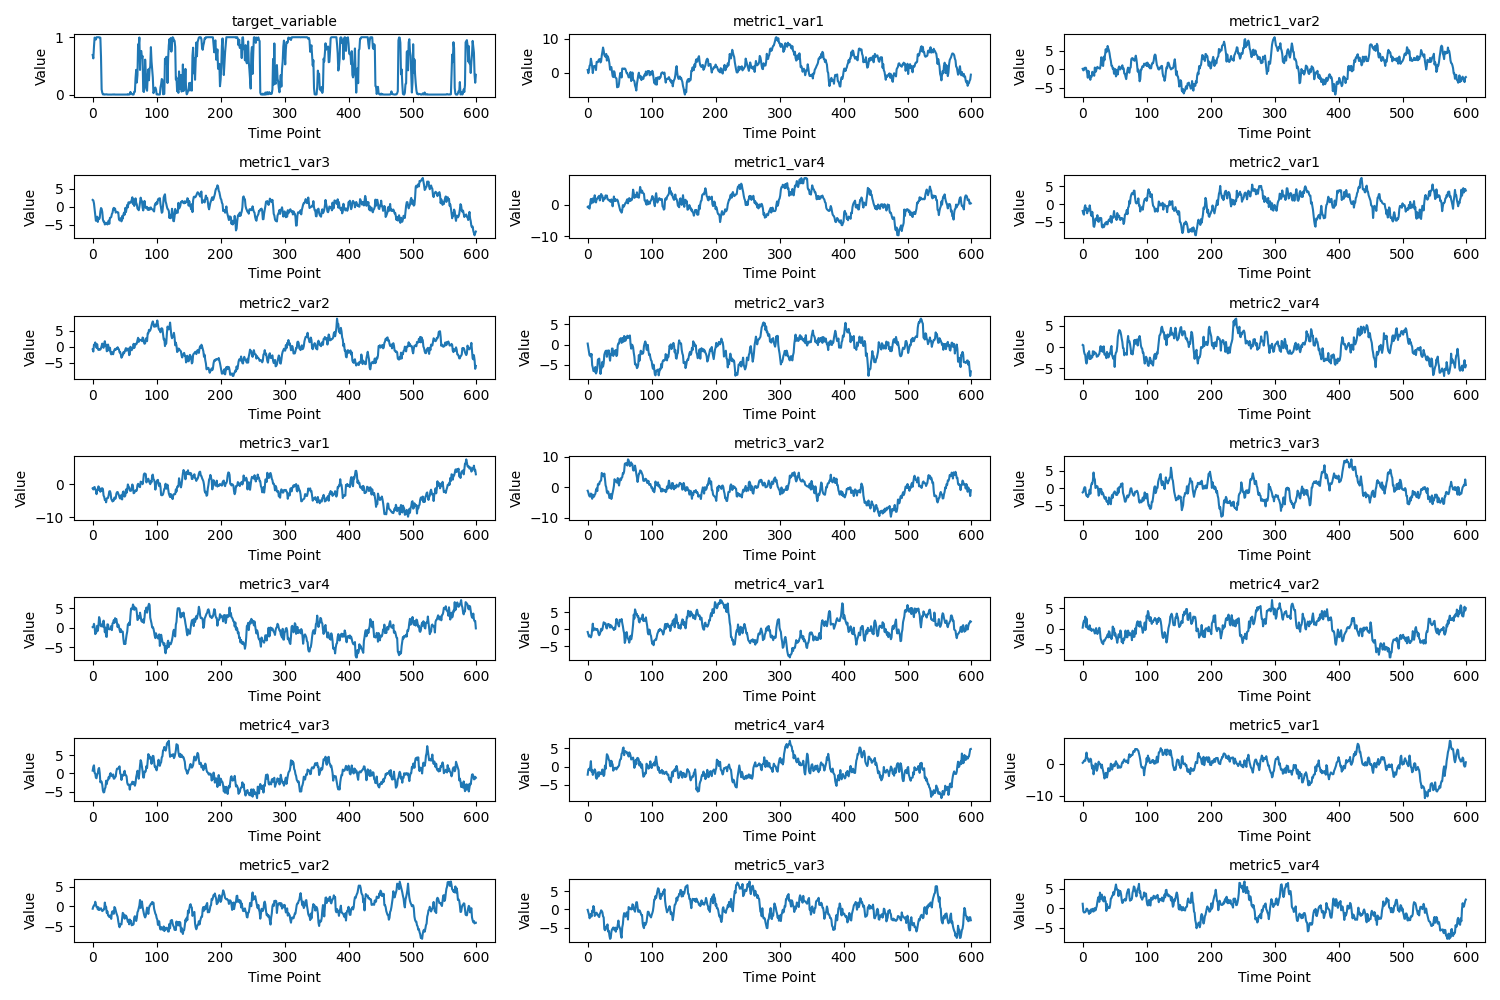 target_variable
metric1_var1
metric1_var2
Value
1
0
0 100 200 300 400 500 600
Time Point
Value
10
0
0 100 200 300 400 500 600
Time Point
Value
5
0
−5
0 100 200 300 400 500 600
Time Point
metric1_var3
metric1_var4
metric2_var1
Value
5
0
−5
0 100 200 300 400 500 600
Time Point
Value
0
−10
0 100 200 300 400 500 600
Time Point
Value
5
0
−5
0 100 200 300 400 500 600
Time Point
metric2_var2
metric2_var3
metric2_var4
Value
5
0
−5
0 100 200 300 400 500 600
Time Point
Value
5
0
−5
0 100 200 300 400 500 600
Time Point
Value
5
0
−5
0 100 200 300 400 500 600
Time Point
metric3_var1
metric3_var2
metric3_var3
Value
0
−10
0 100 200 300 400 500 600
Time Point
Value
10
0
−10
0 100 200 300 400 500 600
Time Point
Value
5
0
−5
0 100 200 300 400 500 600
Time Point
metric3_var4
metric4_var1
metric4_var2
Value
5
0
−5
0 100 200 300 400 500 600
Time Point
Value
5
0
−5
0 100 200 300 400 500 600
Time Point
Value
5
0
−5
0 100 200 300 400 500 600
Time Point
metric4_var3
metric4_var4
metric5_var1
Value
5
0
−5
0 100 200 300 400 500 600
Time Point
Value
5
0
−5
0 100 200 300 400 500 600
Time Point
Value
0
−10
0 100 200 300 400 500 600
Time Point
metric5_var2
metric5_var3
metric5_var4
Value
5
0
−5
0 100 200 300 400 500 600
Time Point
Value
5
0
−5
0 100 200 300 400 500 600
Time Point
Value
5
0
−5
0 100 200 300 400 500 600
Time Point